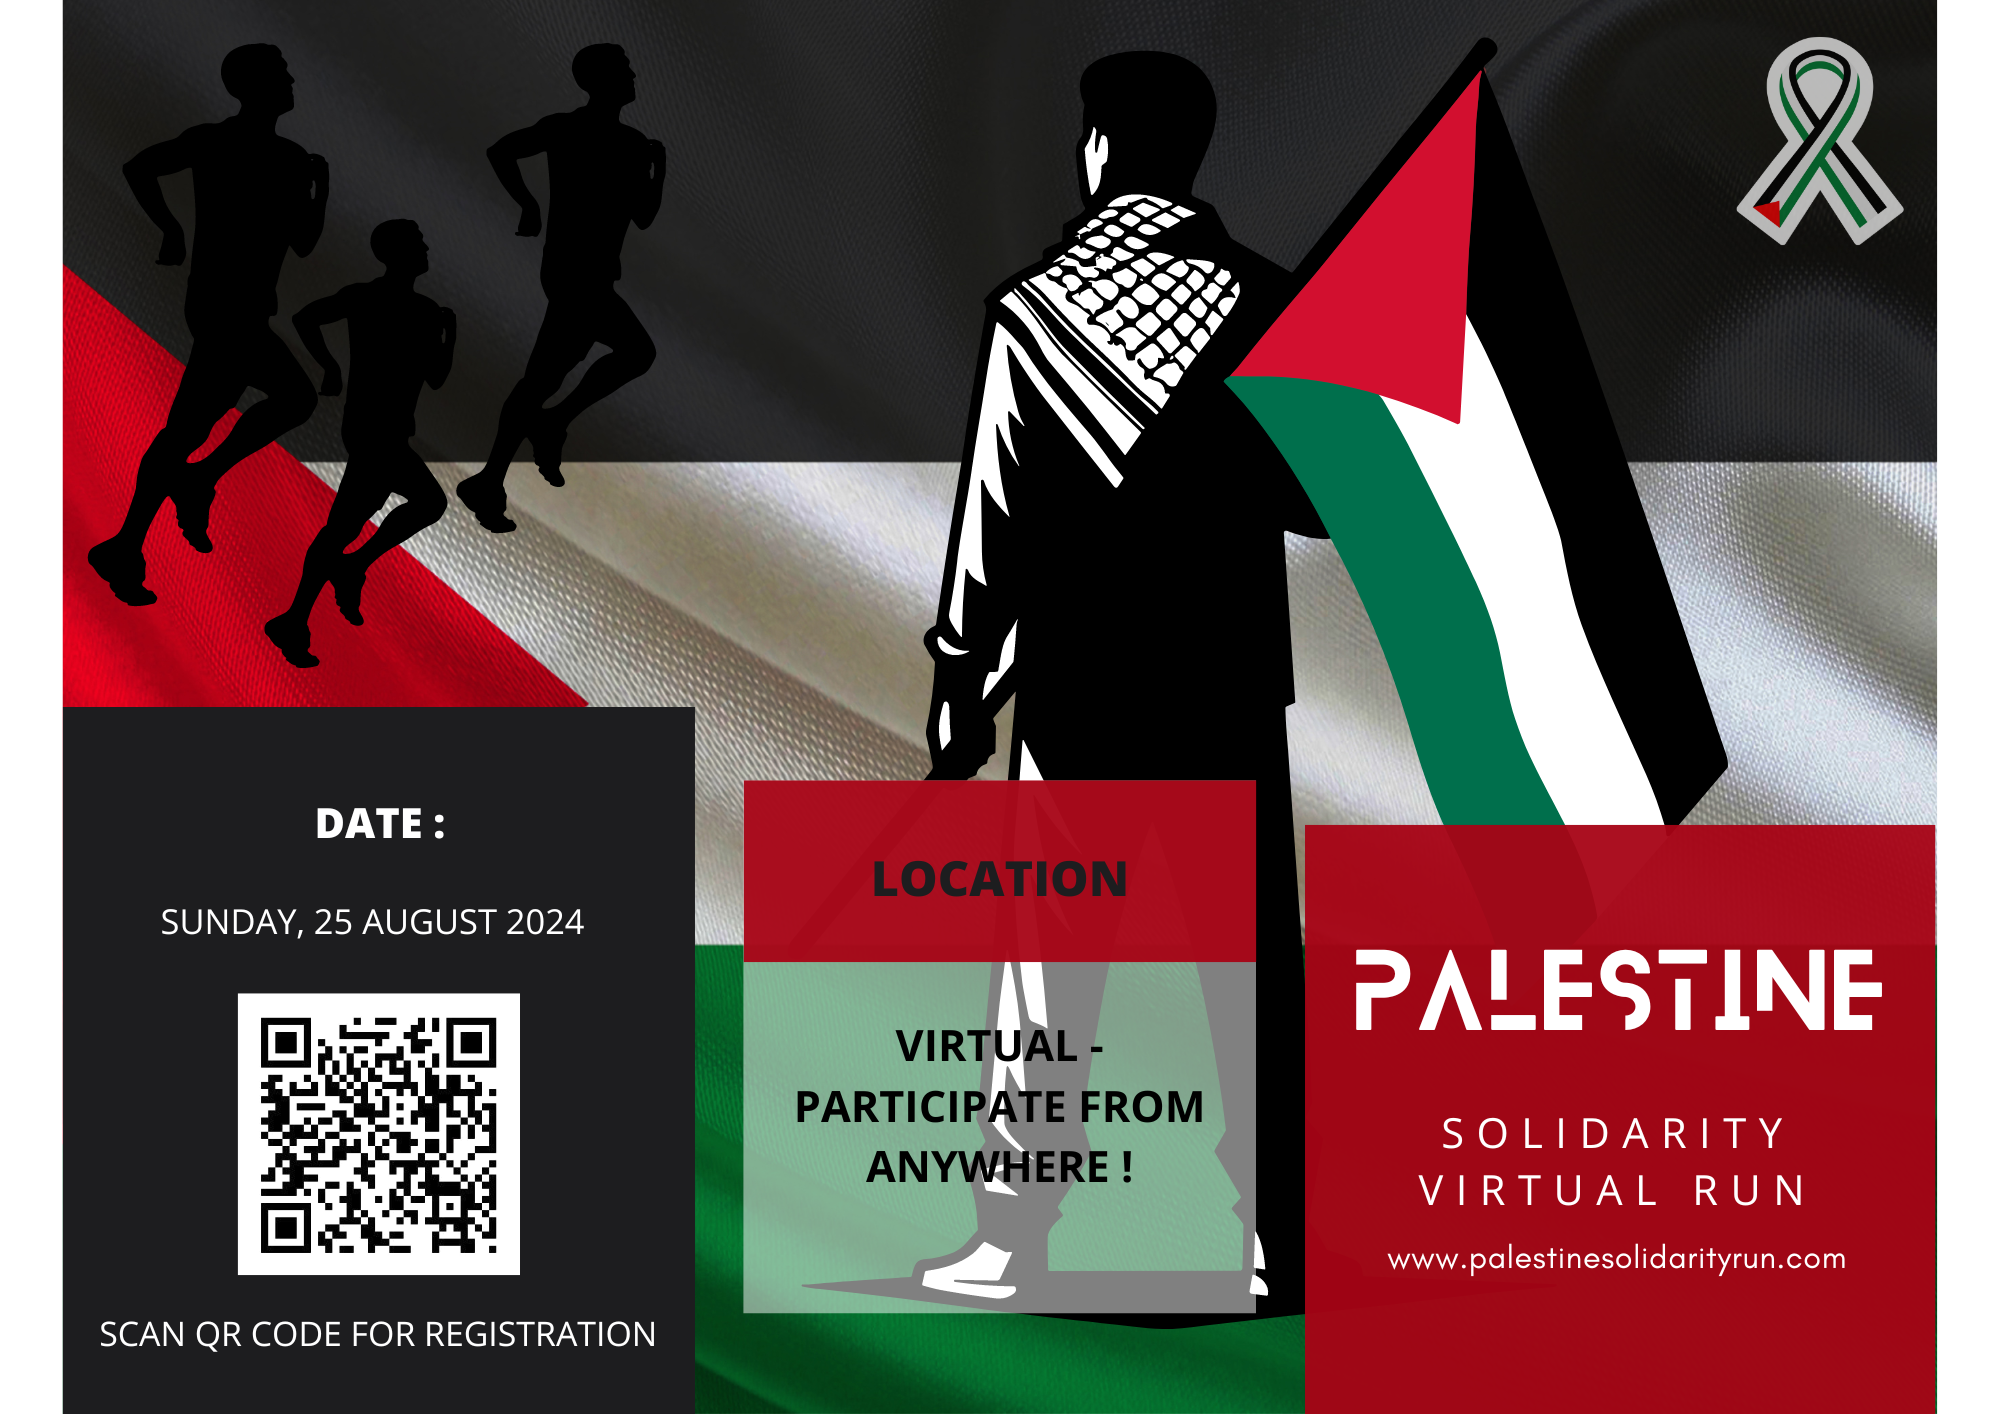 DATE :
SUNDAY, 25 AUGUST 2024
SCAN QR CODE FOR REGISTRATION
LOCATION
VIRTUAL -
PARTICIPATE FROM
ANYWHERE !
PALESTINE
SOLIDARITY
VIRTUAL RUN
www.palestinesolidarityrun.com